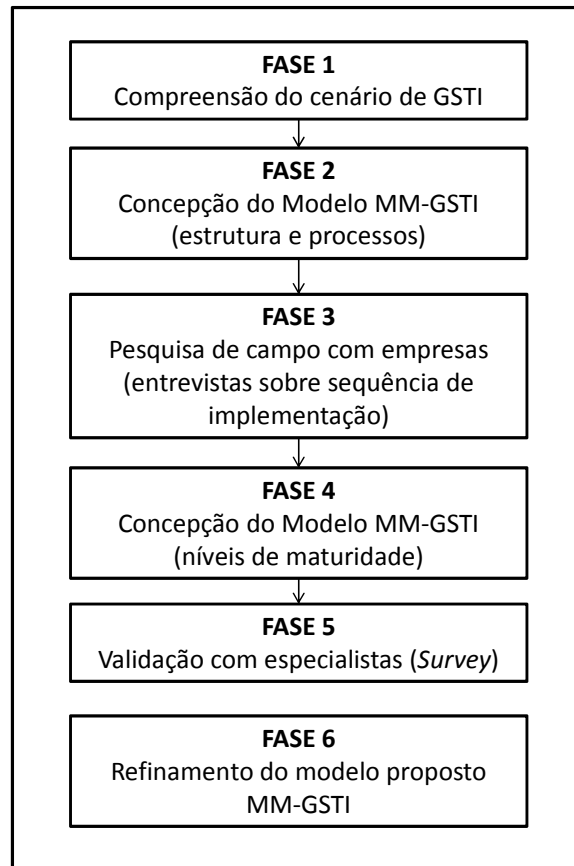 FASE 1
Compreensão do cenário de GSTI
FASE 2
Concepção do Modelo MM-GSTI
(estrutura e processos)
FASE 3
Pesquisa de campo com empresas
(entrevistas sobre sequência de
implementação)
FASE 4
Concepção do Modelo MM-GSTI
(níveis de maturidade)
FASE 5
Validação com especialistas (Survey)
FASE 6
Refinamento do modelo proposto
MM-GSTI